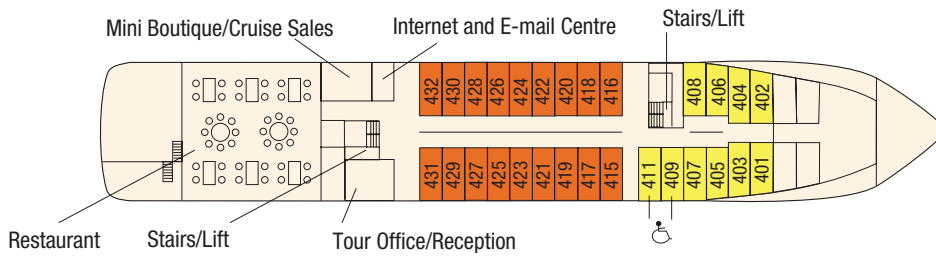 Stairs/Lift
Mini Boutique/Cruise Sales
Internet and E-mail Centre
432 430 428 426 424 422 420 418 416 408 406 404 402
431 429 427 425 423 421 419 417 415 411 409 407 405 403 401
Restaurant
Stairs/Lift
Tour Office/Reception